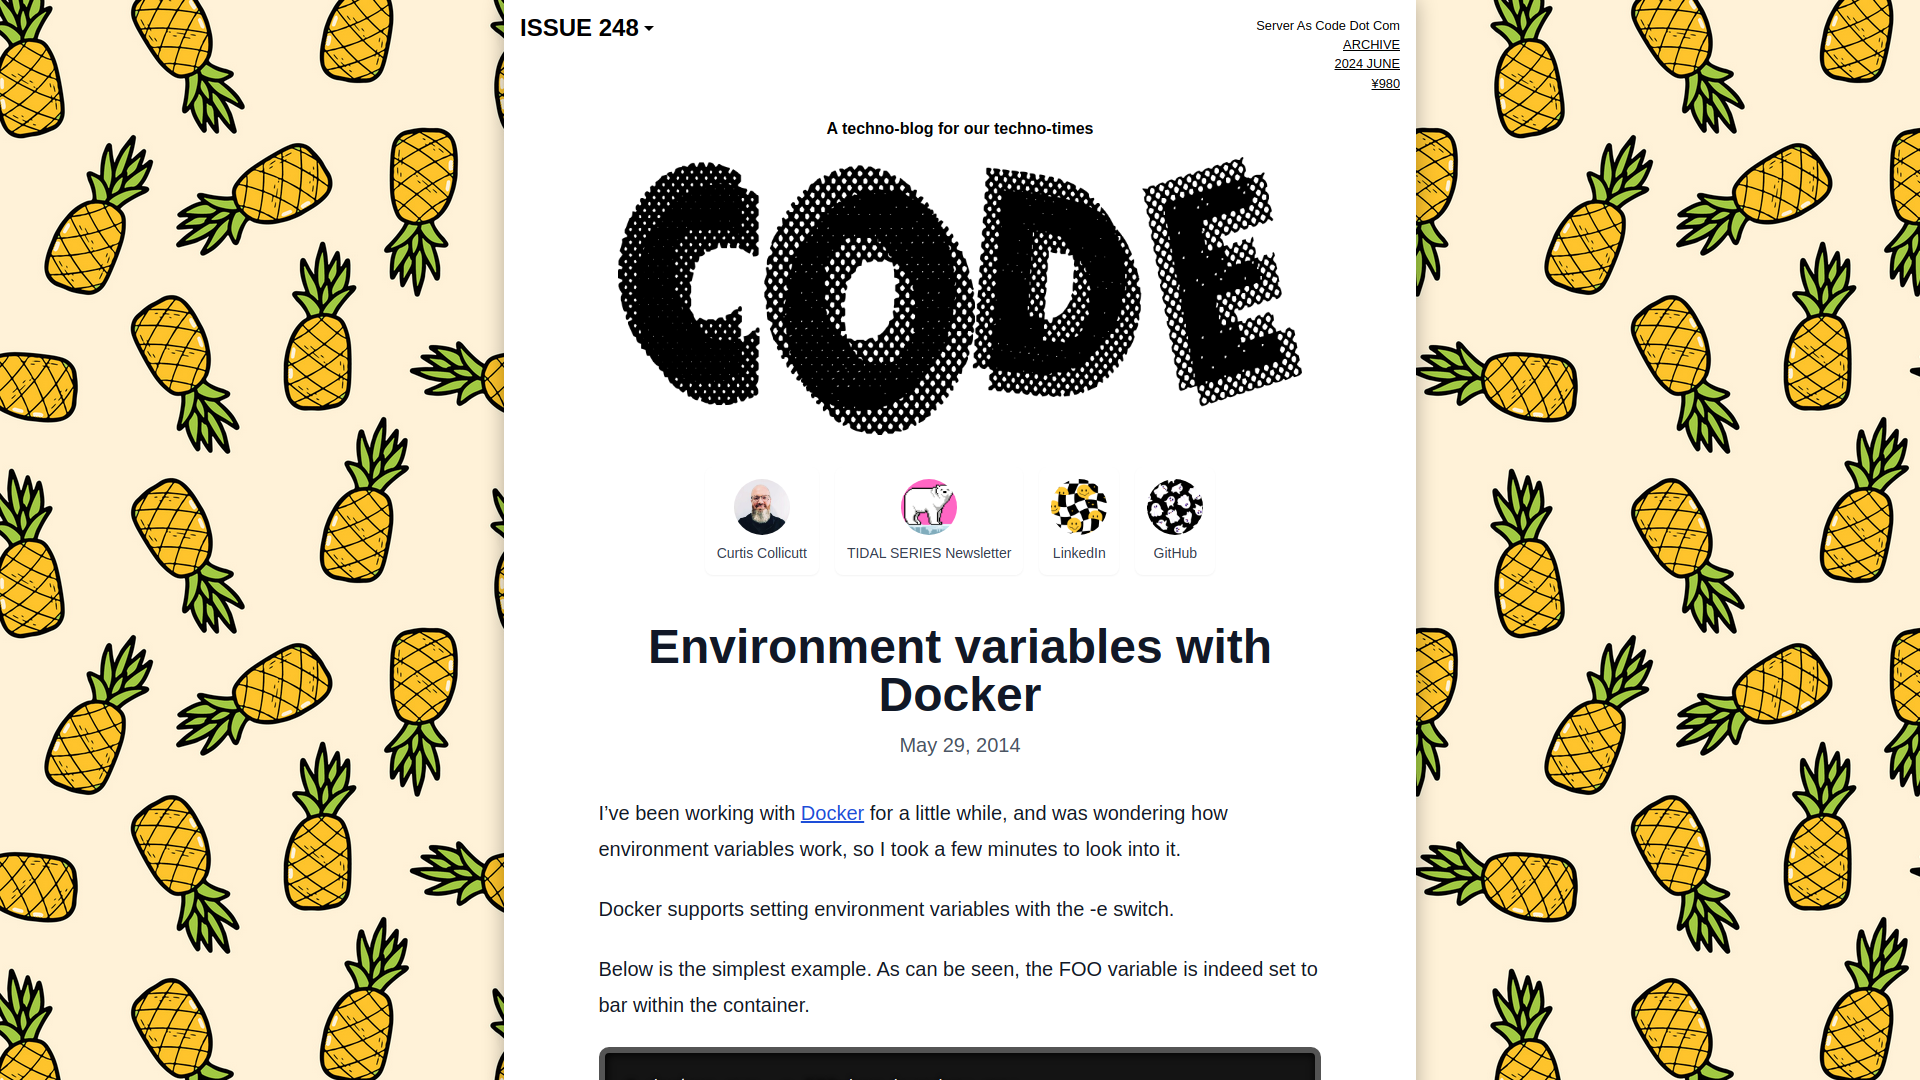 ISSUE 248
Server As Code Dot Com
ARCHIVE
2024 JUNE
¥980
A techno-blog for our techno-times
CODE
Curtis Collicutt
TIDAL SERIES Newsletter
LinkedIn
GitHub
Environment variables with
Docker
May 29, 2014
I’ve been working with Docker for a little while, and was wondering how
environment variables work, so I took a few minutes to look into it.
Docker supports setting environment variables with the -e switch.
Below is the simplest example. As can be seen, the FOO variable is indeed set to
bar within the container.